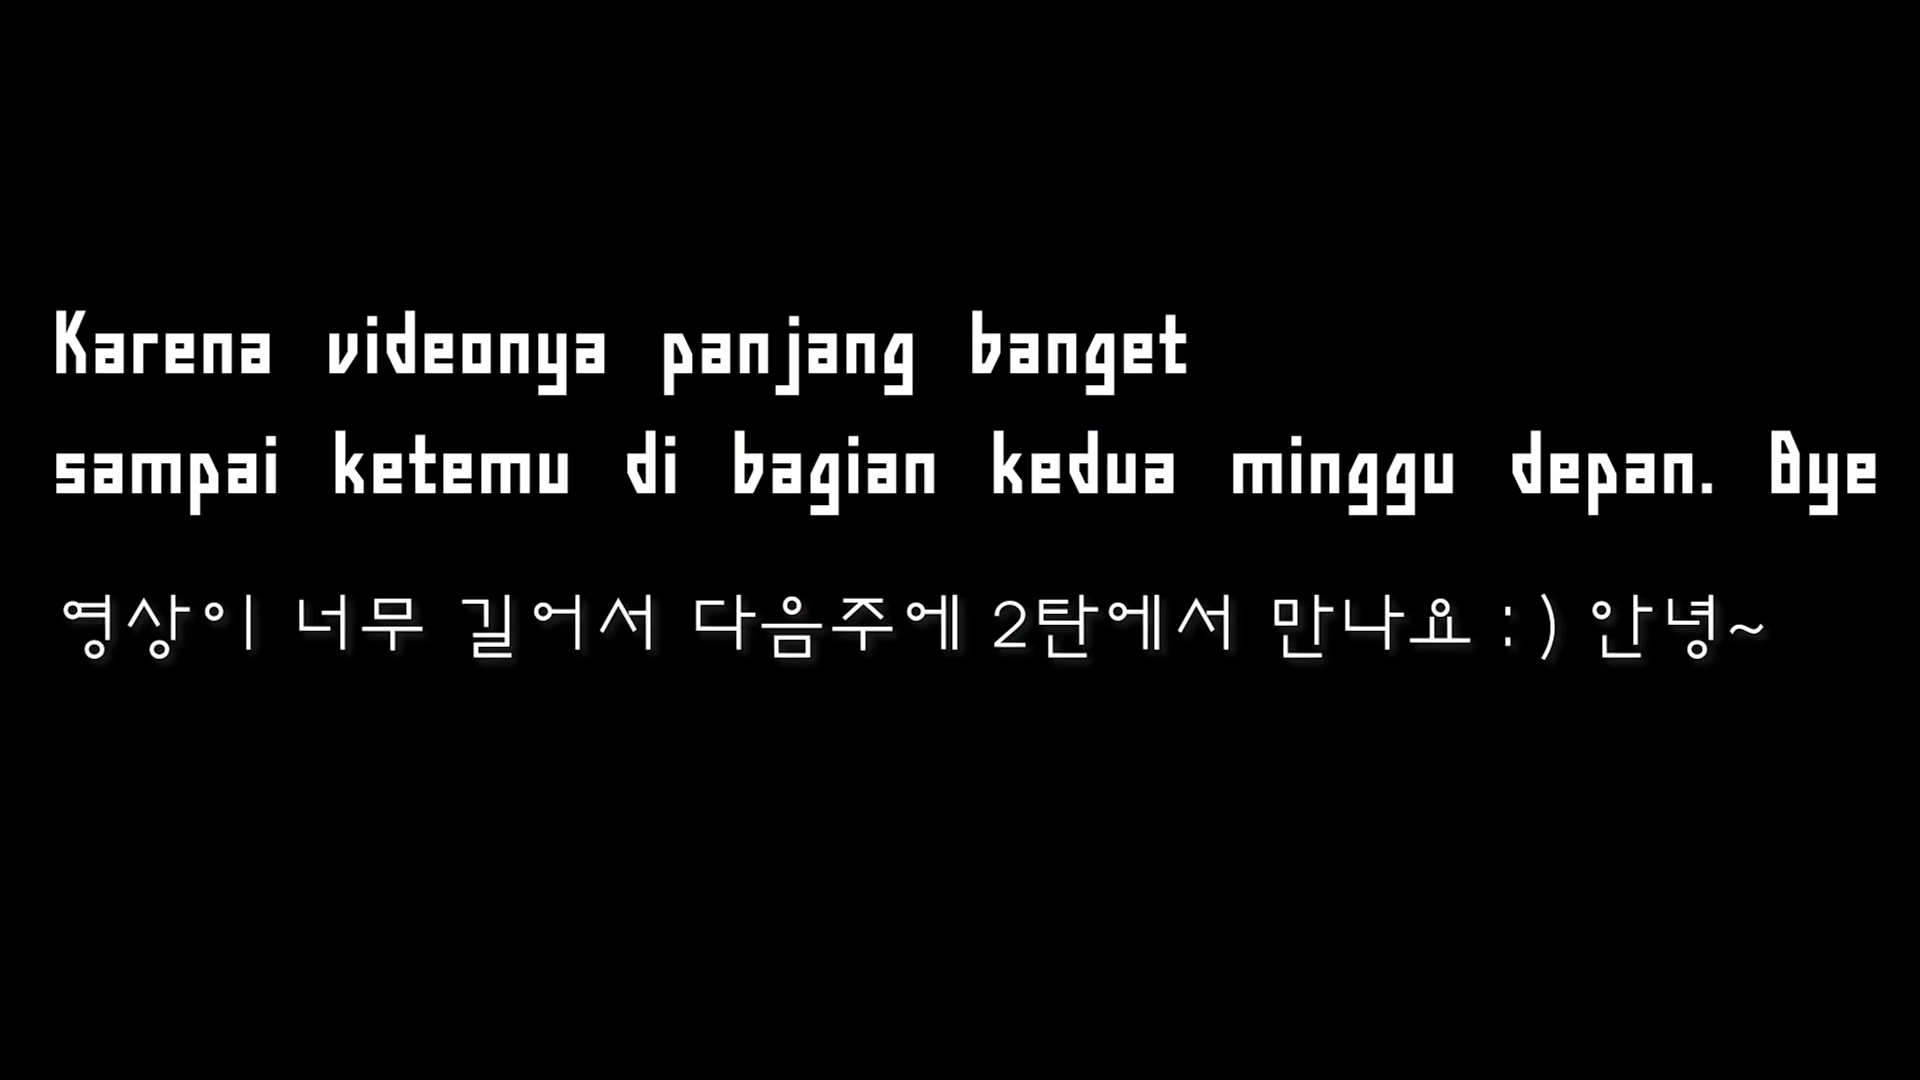 Karena videonya panjang banget
sampai ketemu di bagian kedua minggu depan. Bye
영상이 너무 길어서 다음주에 2탄에서 만나요 :) 안녕~